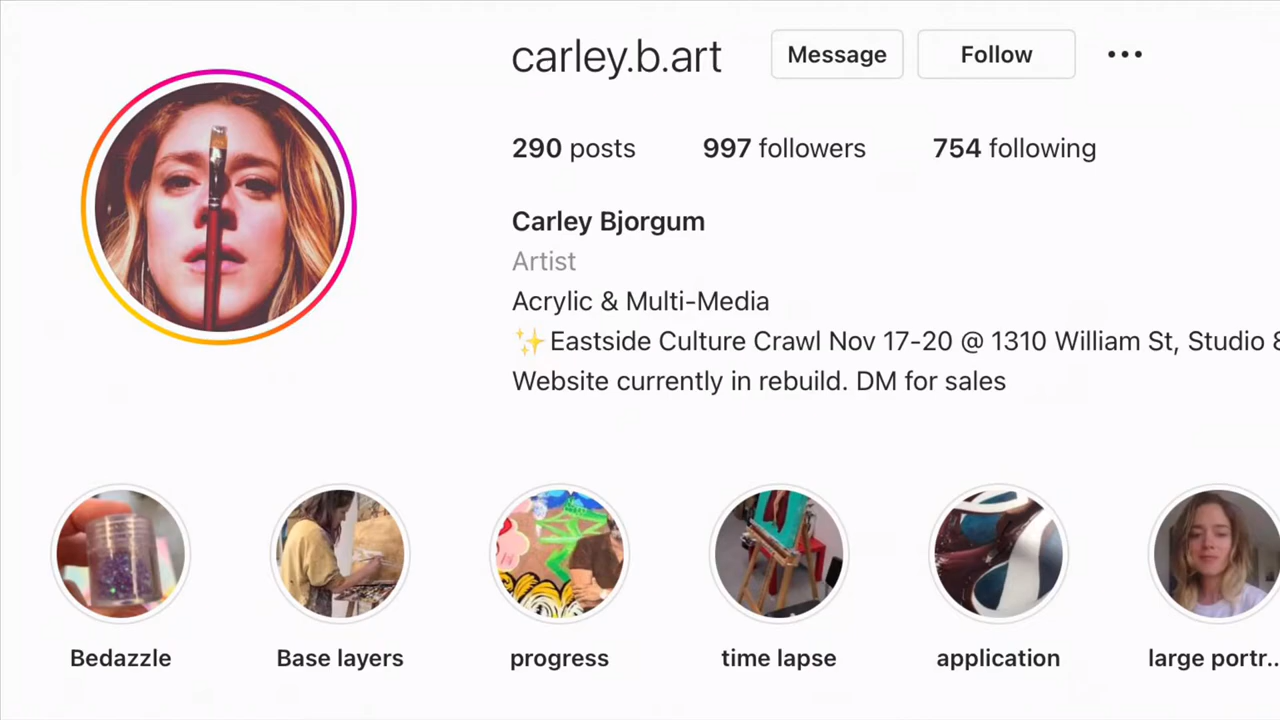 carley.b.art Message Follow
290 posts 997 followers 754 following
Carley Bjorgum
Artist
Acrylic & Multi-Media
✨Eastside Culture Crawl Nov 17-20 @ 1310 William St, Studio
Website currently in rebuild. DM for sales
Bedazzle Base layers progress time lapse application large portr...